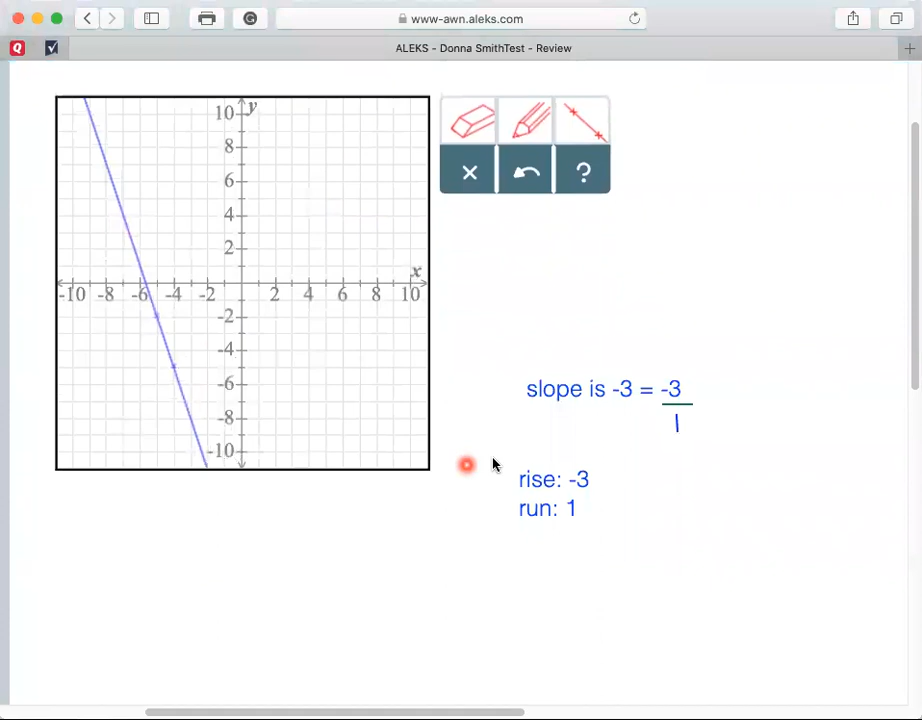 www-awn.aleks.com
Q
ALEKS - Donna SmithTest - Review
+
10 y
8
6
4
2
x
-10 -8 -6 -4 -2 2 4 6 8 10
-2
-4
-6
-8
-10
?
slope is -3 = -3
1
rise: -3
run: 1